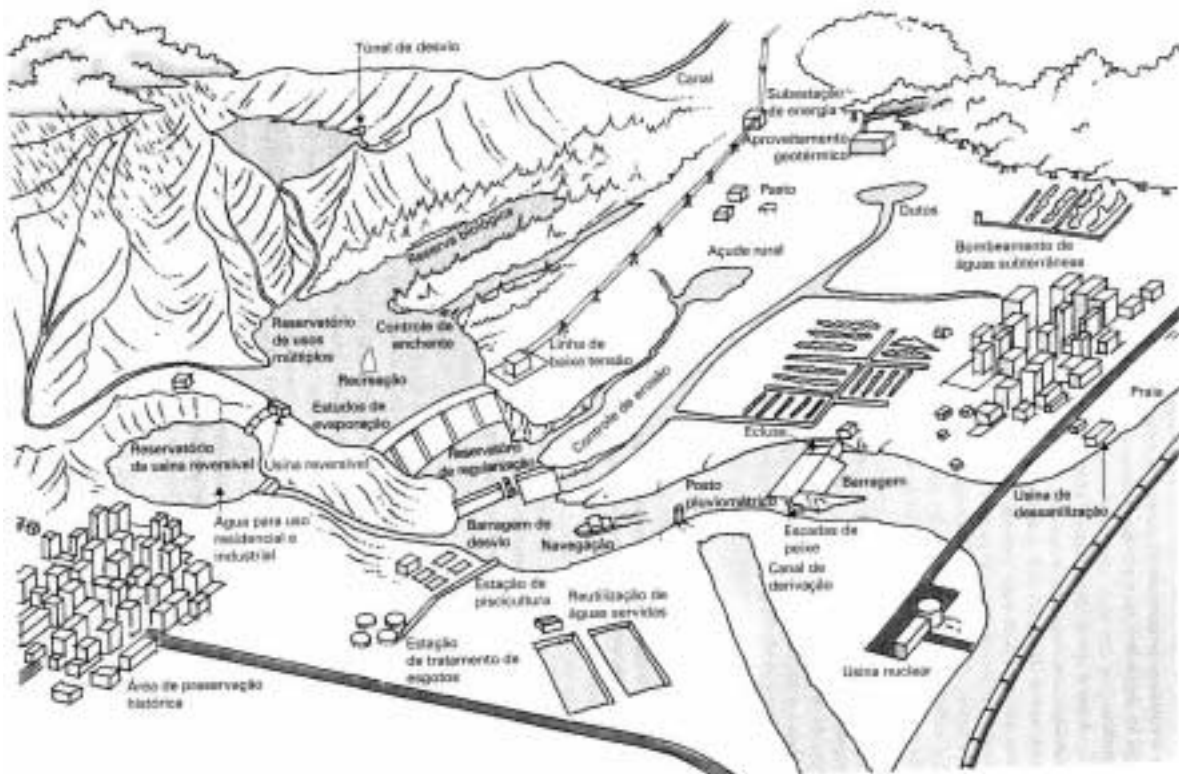 Túnel de desvio
Canal
Subestação
de energia
Aproveitamento
geotérmico
Pasto
Dutos
Reserva biológica
Açude rural
Bombeamento de
águas subterrâneas
Reservatório
de usos
múltiplos
Controle de
enchente
Linha de
baixa tensão
Recreação
Praia
Estudos de
evaporação
Controle de erosão
Eclusa
Reservatório
da usina reversível
Usina reversível
Reservatório
de regularização
Posto
pluviométrico
Barragem
Usina de
dessanilização
Água para uso
residencial e
industrial
Barragem de
desvio
Navegação
Escadas de
peixe
Canal de
derivação
Estação de
piscicultura
Reutilização de
águas servidas
Estação
de tratamento de
esgotos
Usina nuclear
Área de preservação
histórica